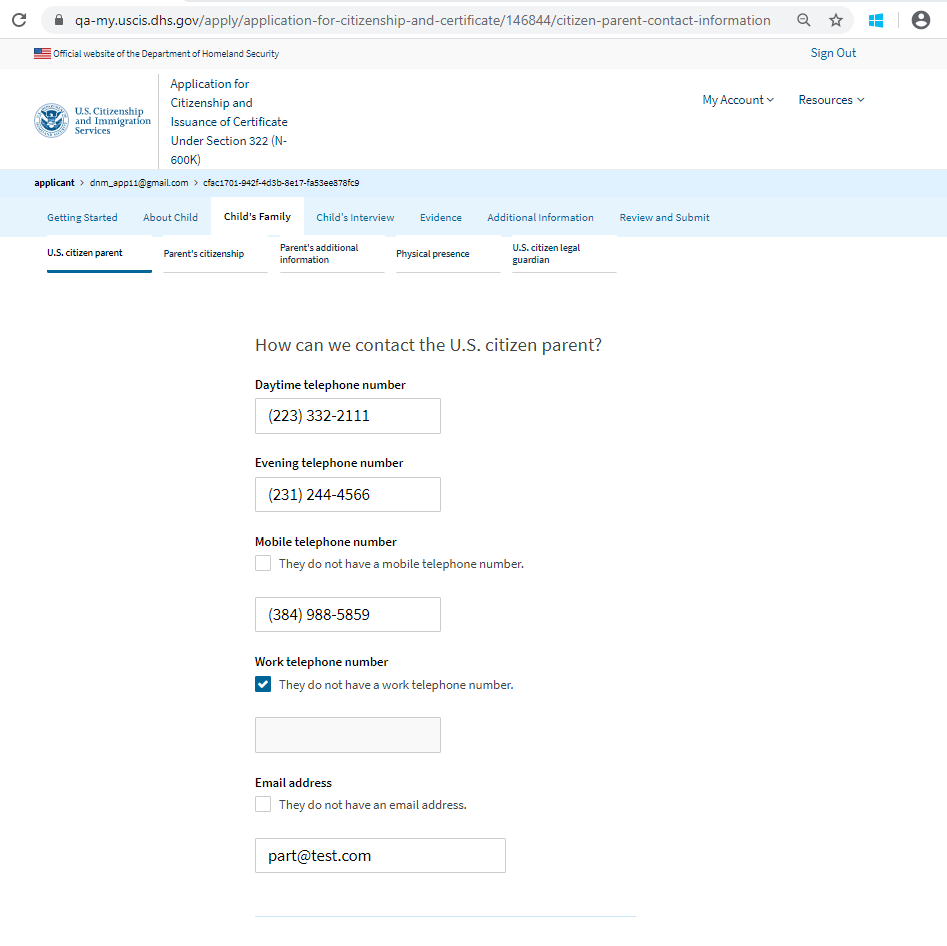 qa-my.uscis.dhs.gov/apply/application-for-citizenship-and-certificate/146844/citizen-parent-contact-information
Official website of the Department of Homeland Security
Sign Out
U.S. Citizenship
and Immigration
Services
Application for
Citizenship and
Issuance of Certificate
Under Section 322 (N-
600K)
My Account
Resources
applicant > dnm_app11@gmail.com > cfac1701-942f-4d3b-8e17-fa53ee878fc9
Getting Started
About Child
Child's Family
Child's Interview
Evidence
Additional Information
Review and Submit
U.S. citizen parent
Parent's citizenship
Parent's additional
information
Physical presence
U.S. citizen legal
guardian
How can we contact the U.S. citizen parent?
Daytime telephone number
(223) 332-2111
Evening telephone number
(231) 244-4566
Mobile telephone number
They do not have a mobile telephone number.
(384) 988-5859
Work telephone number
They do not have a work telephone number.
Email address
They do not have an email address.
part@test.com